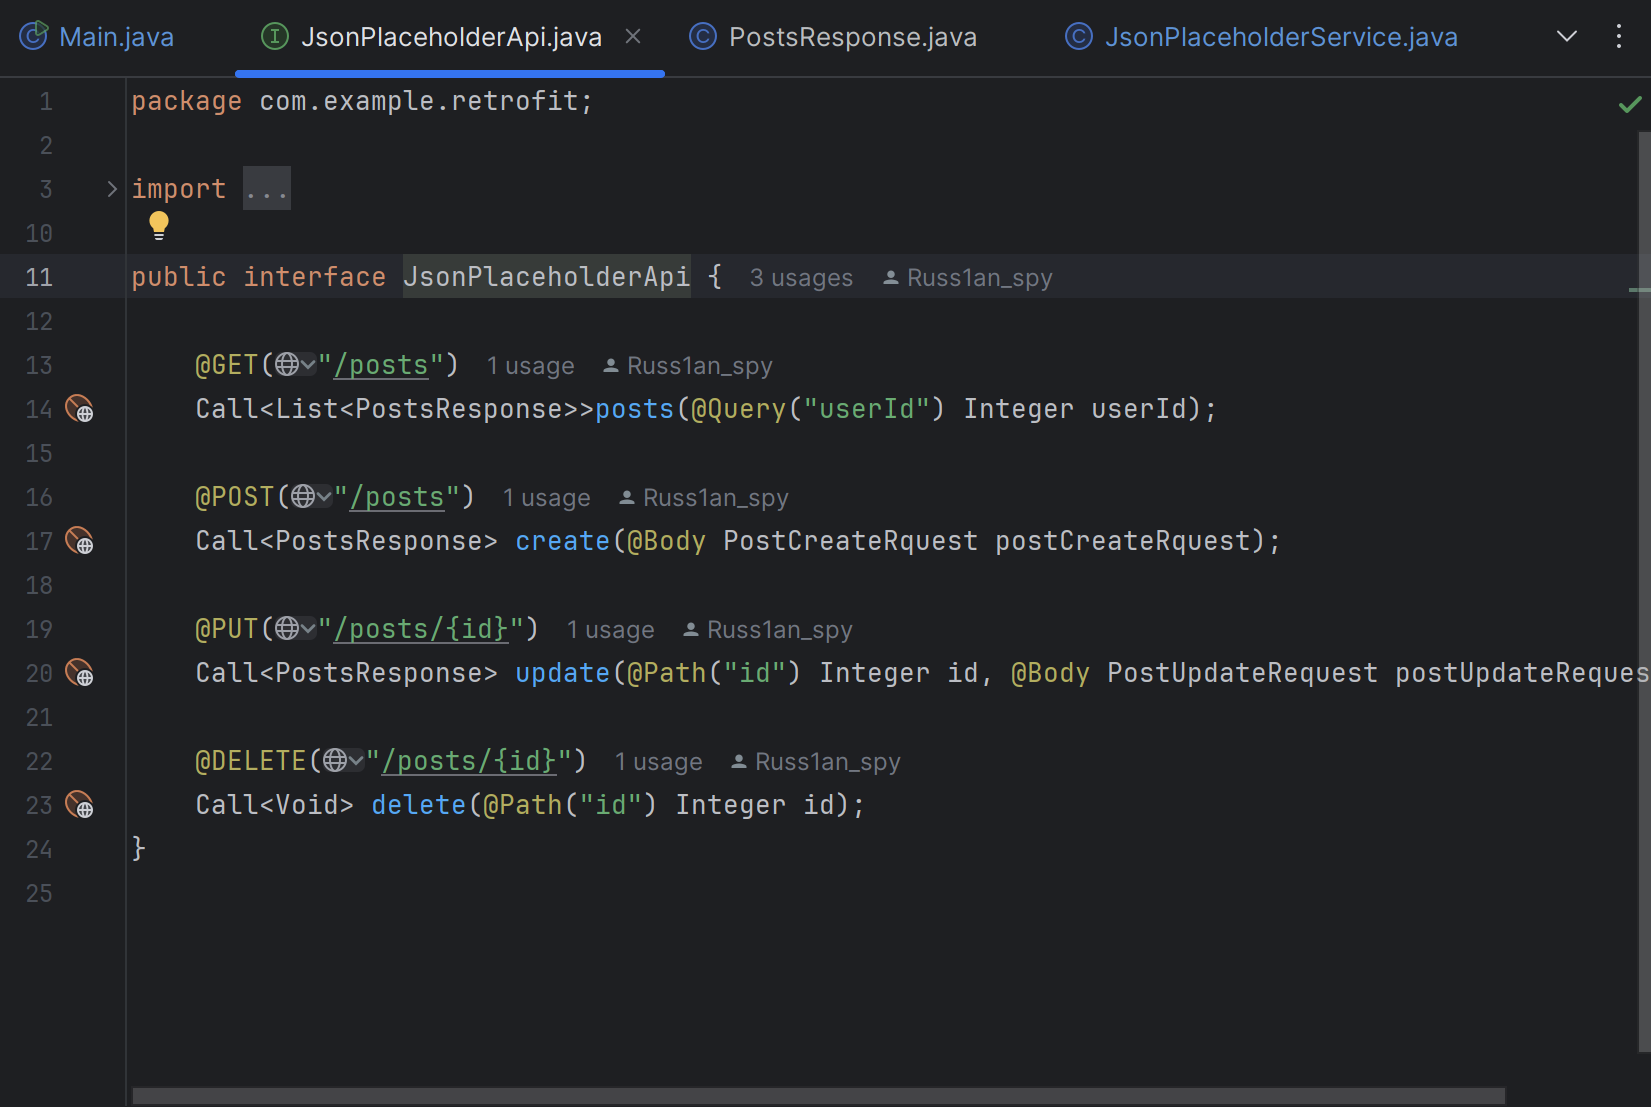 Main.java JsonPlaceholderApi.java PostsResponse.java JsonPlaceholderService.java
1 package com.example.retrofit;
2
3 import ...
10
11 public interface JsonPlaceholderApi { 3 usages Russ1an_spy
12
13 @GET("/posts") 1 usage Russ1an_spy
14 Call<List<PostsResponse>>posts(@Query("userId") Integer userId);
15
16 @POST("/posts") 1 usage Russ1an_spy
17 Call<PostsResponse> create(@Body PostCreateRquest postCreateRquest);
18
19 @PUT("/posts/{id}") 1 usage Russ1an_spy
20 Call<PostsResponse> update(@Path("id") Integer id, @Body PostUpdateRequest postUpdateReques
21
22 @DELETE("/posts/{id}") 1 usage Russ1an_spy
23 Call<Void> delete(@Path("id") Integer id);
24 }
25